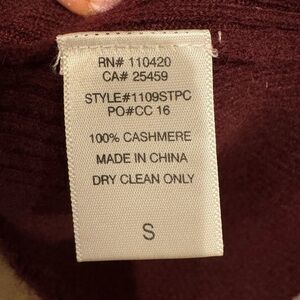 RN# 110420
CA# 25459
STYLE#1109STPC
PO#CC 16
100% CASHMERE
MADE IN CHINA
DRY CLEAN ONLY
S